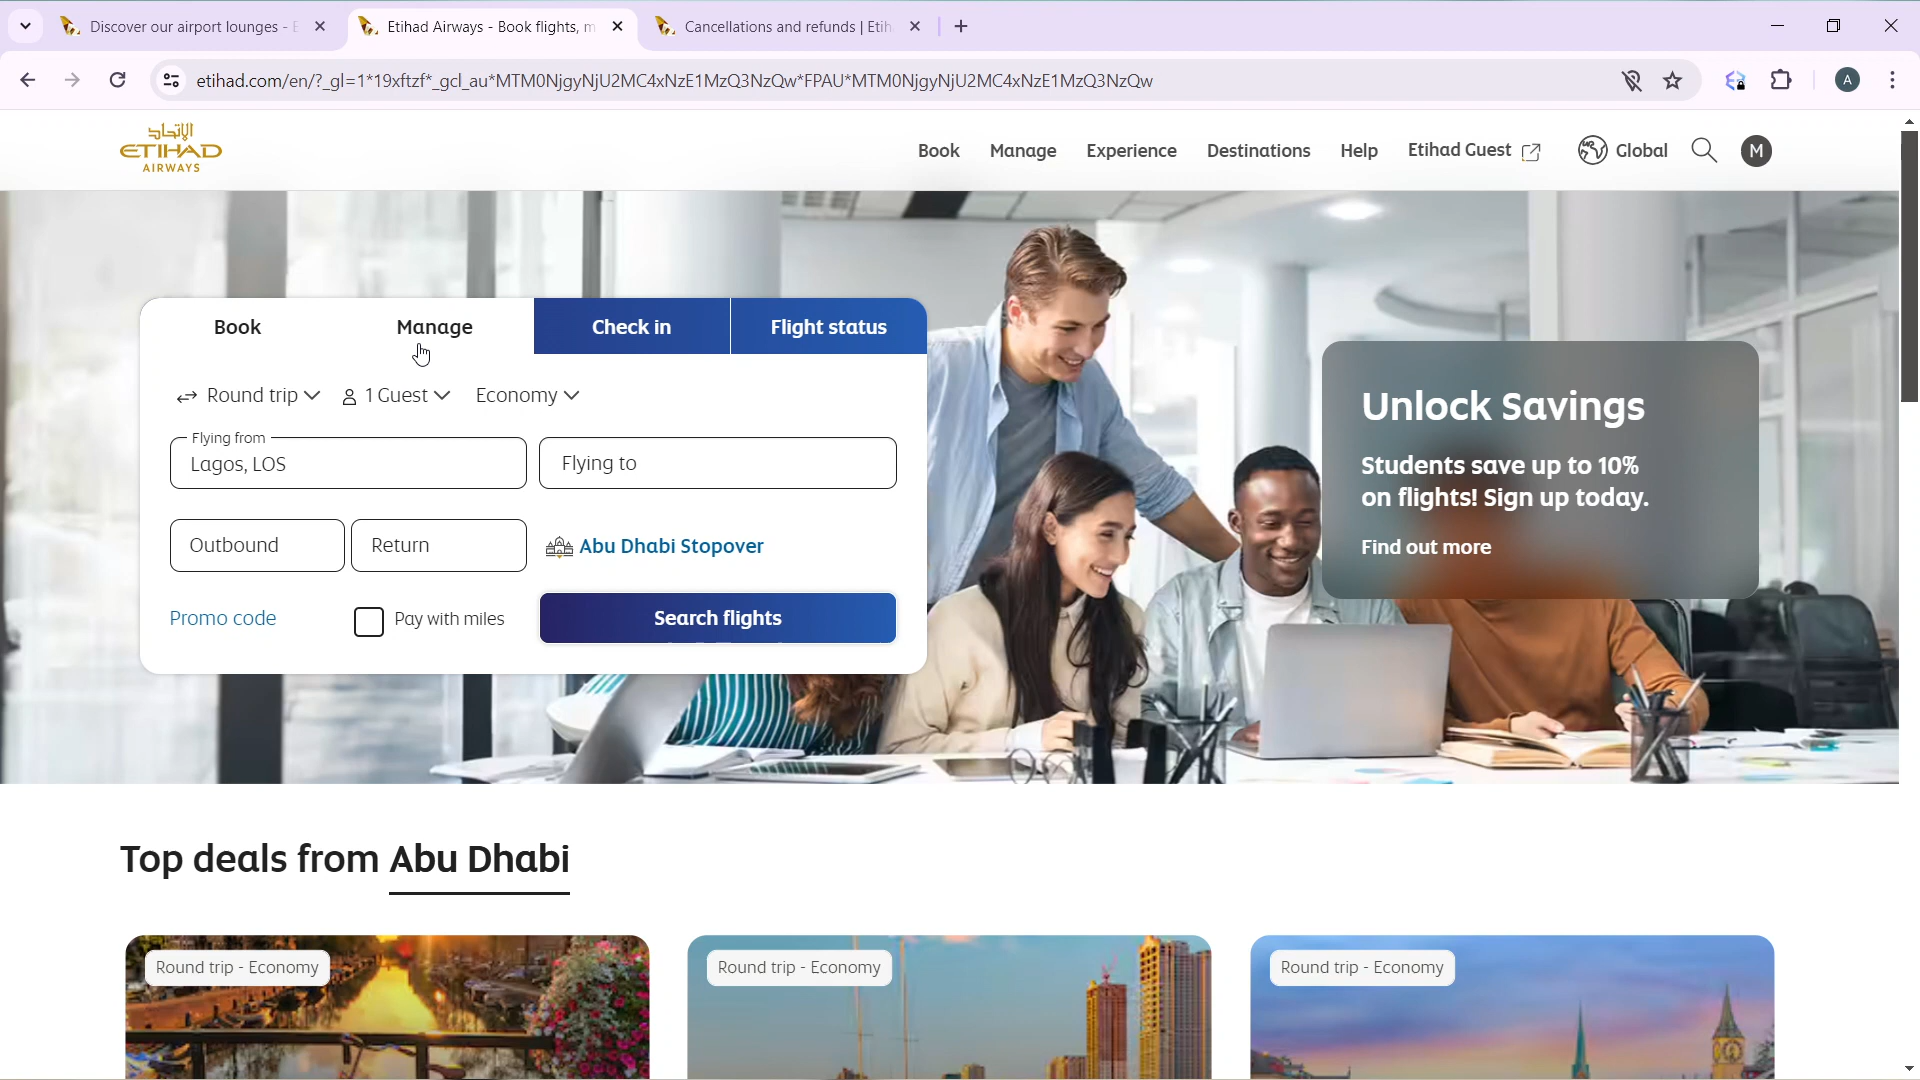 Discover our airport lounges - E
Etihad Airways - Book flights, m
Cancellations and refunds | Etih
etihad.com/en/?_gl=1*19xftzf*_gcl_au*MTM0NjgyNjU2MC4xNzE1MzQ3NzQw*FPAU*MTM0NjgyNjU2MC4xNzE1MzQ3NzQw
A
الإتحاد
ETIHAD
AIRWAYS
Book
Manage
Experience
Destinations
Help
Etihad Guest
Global
M
Book
Manage
Check in
Flight status
Round trip
1 Guest
Economy
Flying from
Lagos, LOS
Flying to
Outbound
Return
Abu Dhabi Stopover
Promo code
Pay with miles
Search flights
Unlock Savings
Students save up to 10%
on flights! Sign up today.
Find out more
Top deals from Abu Dhabi
Round trip - Economy
Round trip - Economy
Round trip - Economy